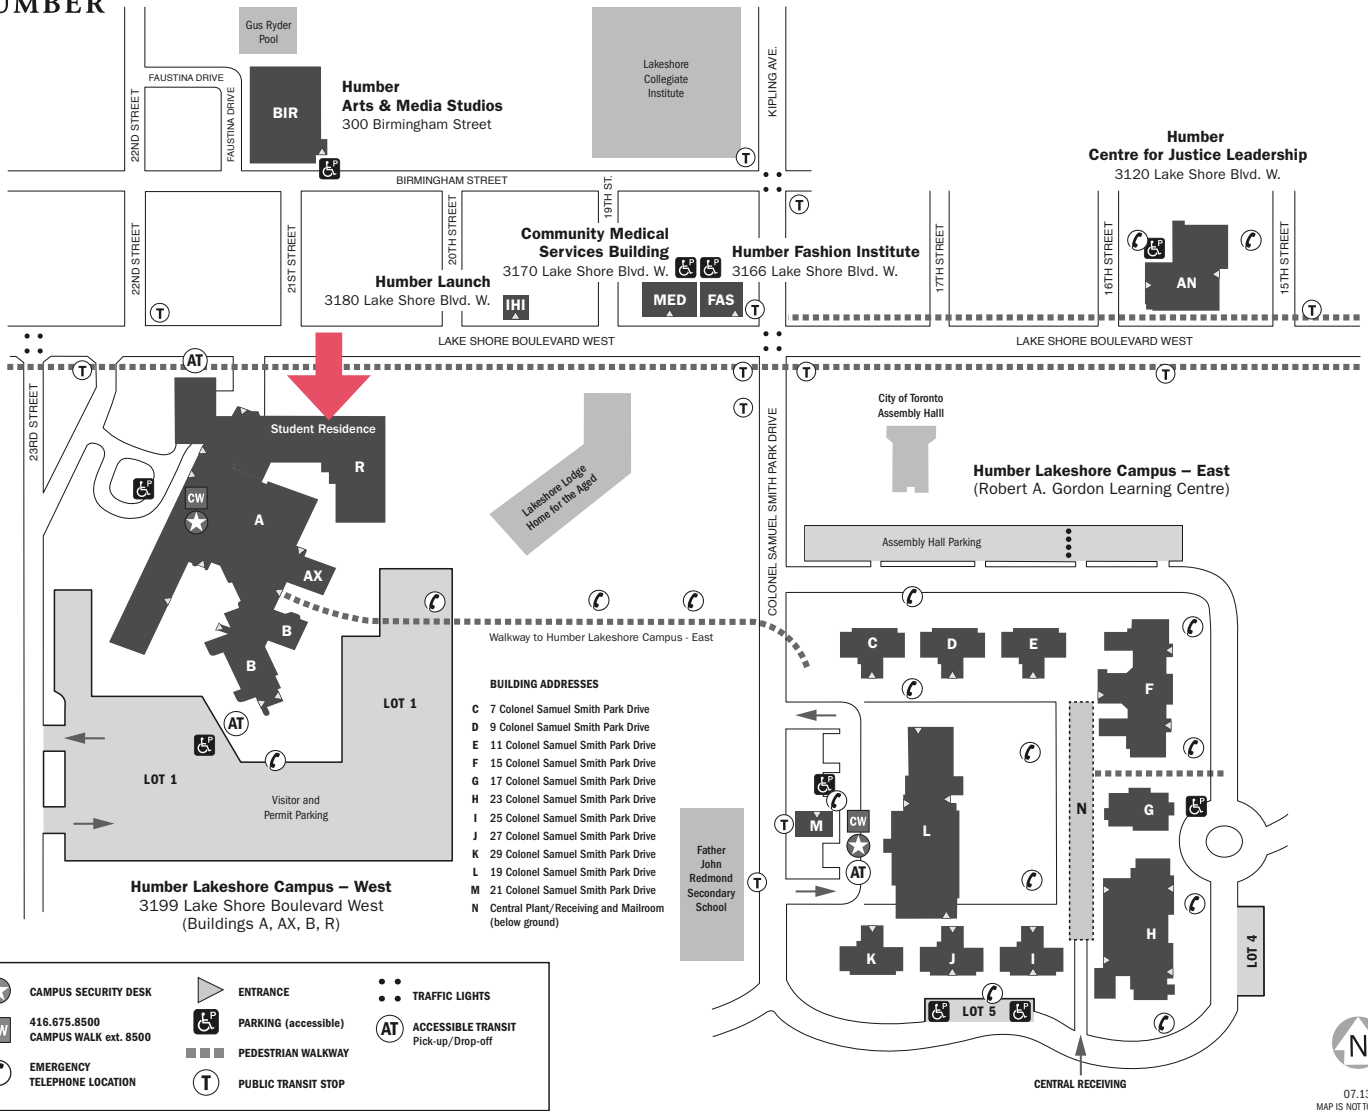 UMBER
Gus Ryder
Pool
Lakeshore
Collegiate
Institute
KIPLING AVE.
FAUSTINA DRIVE
FAUSTINA DRIVE
22ND STREET
BIR
Humber
Arts & Media Studios
300 Birmingham Street
P
T
BIRMINGHAM STREET
Humber
Centre for Justice Leadership
3120 Lake Shore Blvd. W.
T
22ND STREET
21ST STREET
20TH STREET
19TH ST.
17TH STREET
16TH STREET
15TH STREET
Community Medical
Services Building
3170 Lake Shore Blvd. W.
P
P
Humber Fashion Institute
3166 Lake Shore Blvd. W.
P
AN
Humber Launch
3180 Lake Shore Blvd. W.
IHI
MED
FAS
T
T
T
LAKE SHORE BOULEVARD WEST
LAKE SHORE BOULEVARD WEST
AT
T
T
T
T
T
23RD STREET
Student Residence
R
P
CW
A
AX
B
B
Lakeshore Lodge
Home for the Aged
COLONEL SAMUEL SMITH PARK DRIVE
City of Toronto
Assembly Halll
Humber Lakeshore Campus – East
(Robert A. Gordon Learning Centre)
Assembly Hall Parking
Walkway to Humber Lakeshore Campus - East
C
D
E
F
LOT 1
AT
P
LOT 1
Visitor and
Permit Parking
BUILDING ADDRESSES
C 7 Colonel Samuel Smith Park Drive
D 9 Colonel Samuel Smith Park Drive
E 11 Colonel Samuel Smith Park Drive
F 15 Colonel Samuel Smith Park Drive
G 17 Colonel Samuel Smith Park Drive
H 23 Colonel Samuel Smith Park Drive
I 25 Colonel Samuel Smith Park Drive
J 27 Colonel Samuel Smith Park Drive
K 29 Colonel Samuel Smith Park Drive
L 19 Colonel Samuel Smith Park Drive
M 21 Colonel Samuel Smith Park Drive
N Central Plant/Receiving and Mailroom
(below ground)
Father
John
Redmond
Secondary
School
T
T
P
M
CW
AT
L
N
G
P
H
K
J
I
LOT 4
P
LOT 5
P
CENTRAL RECEIVING
Humber Lakeshore Campus – West
3199 Lake Shore Boulevard West
(Buildings A, AX, B, R)
CAMPUS SECURITY DESK
W
416.675.8500
CAMPUS WALK ext. 8500
EMERGENCY
TELEPHONE LOCATION
ENTRANCE
P
PARKING (accessible)
PEDESTRIAN WALKWAY
T
PUBLIC TRANSIT STOP
TRAFFIC LIGHTS
AT
ACCESSIBLE TRANSIT
Pick-up/Drop-off
N
07.13
MAP IS NOT TO